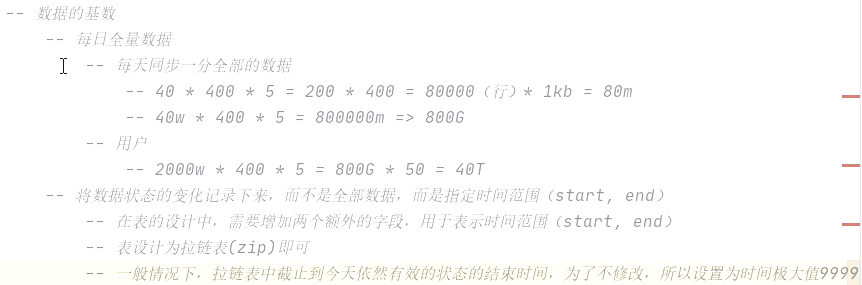 -- 数据的基数
-- 每日全量数据
-- 每天同步一分全部的数据
-- 40 * 400 * 5 = 200 * 400 = 80000（行）* 1kb = 80m
-- 40w * 400 * 5 = 800000m => 800G
-- 用户
-- 2000w * 400 * 5 = 800G * 50 = 40T
-- 将数据状态的变化记录下来，而不是全部数据，而是指定时间范围（start, end）
-- 在表的设计中，需要增加两个额外的字段，用于表示时间范围（start, end）
-- 表设计为拉链表(zip)即可
-- 一般情况下，拉链表中截止到今天依然有效的状态的结束时间，为了不修改，所以设置为时间极大值9999